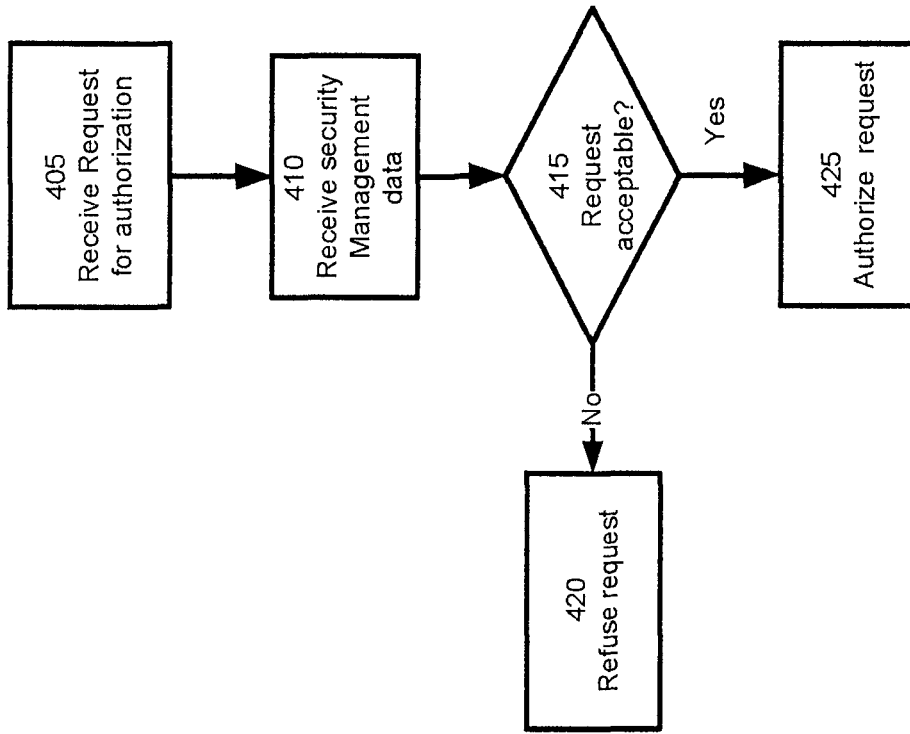 405
Receive Request
for authorization
410
Receive security
Management
data
415
Request
acceptable?
No
Yes
420
Refuse request
425
Authorize request